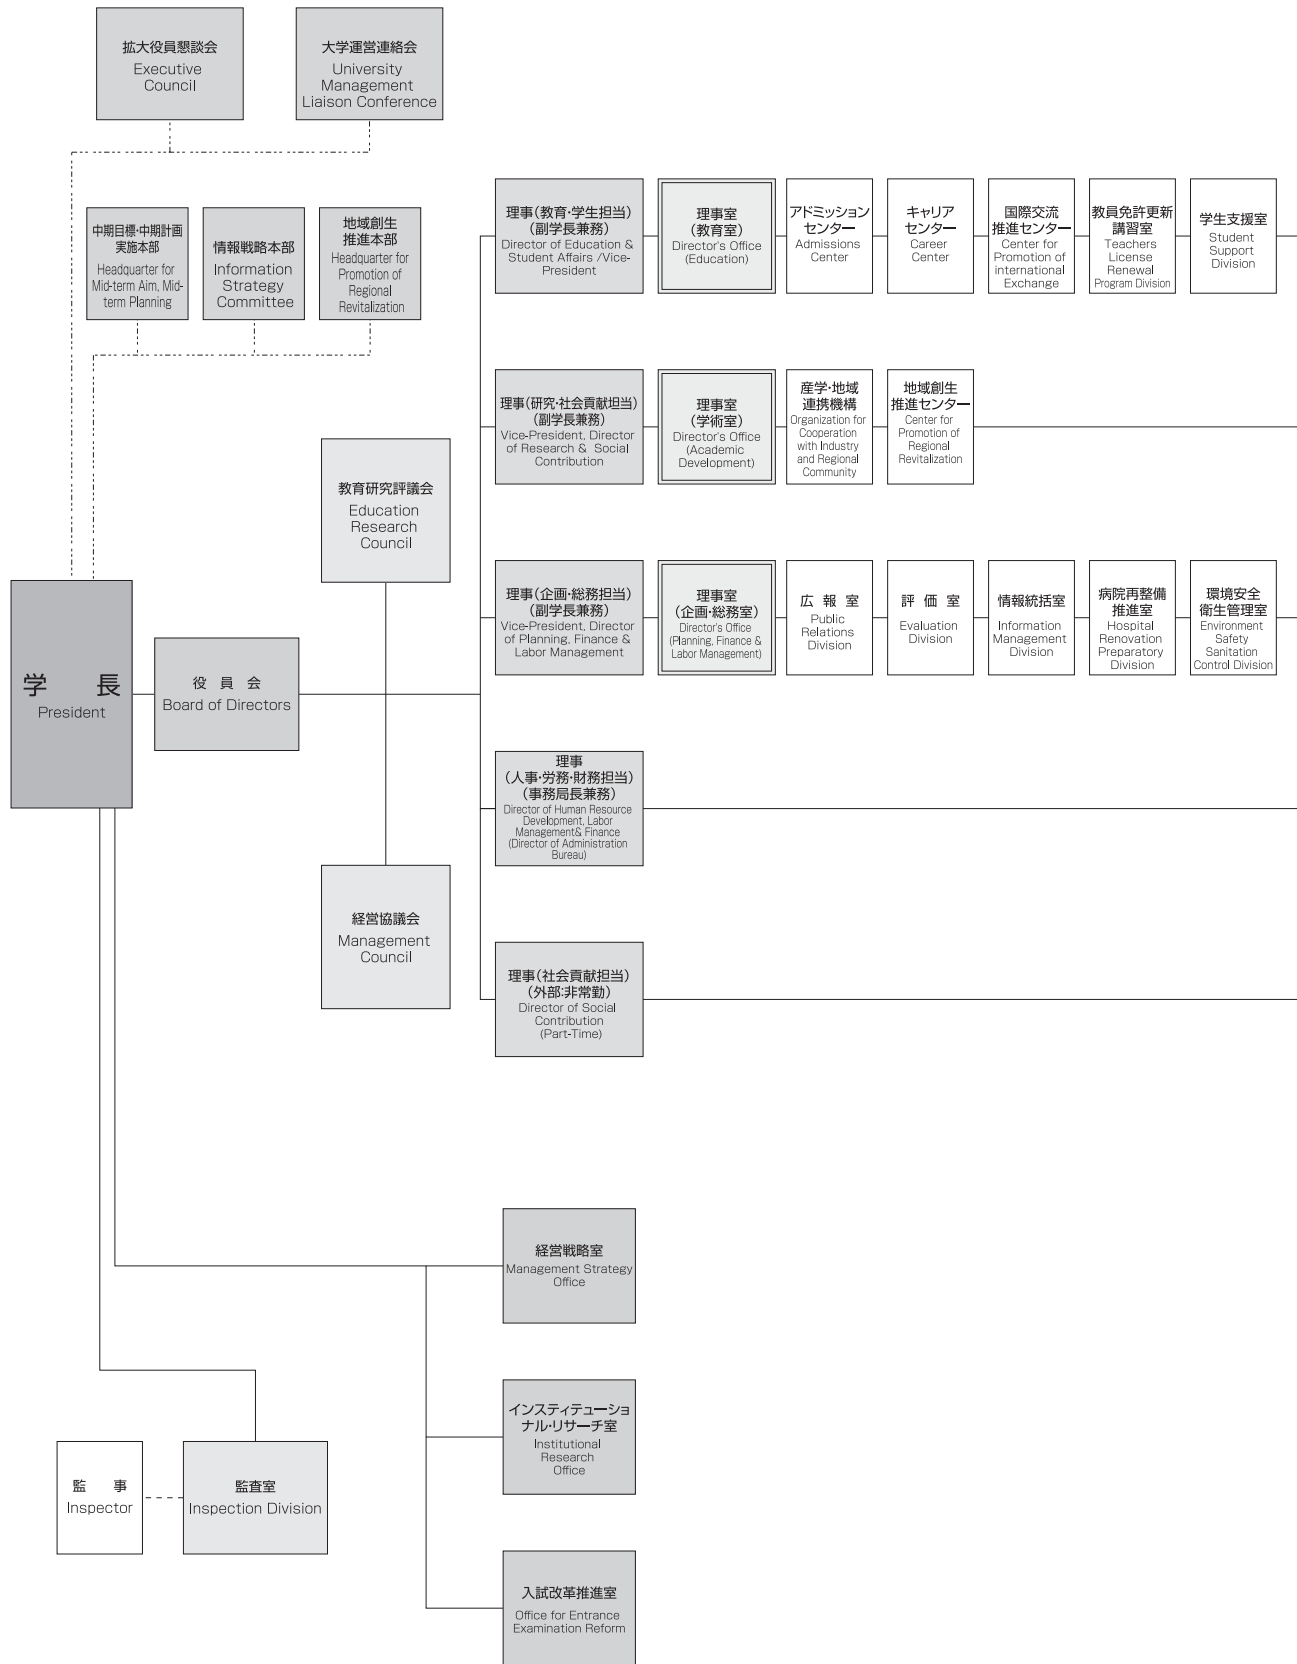 拡大役員懇談会
Executive
Council
大学運営連絡会
University
Management
Liaison Conference
中期目標・中期計画
実施本部
Headquarter for
Mid-term Aim, Mid-
term Planning
情報戦略本部
Information
Strategy
Committee
地域創生
推進本部
Headquarter for
Promotion of
Regional
Revitalization
理事(教育・学生担当)
(副学長兼務)
Director of Education &
Student Affairs /Vice-
President
理事室
(教育室)
Director's Office
(Education)
アドミッション
センター
Admissions
Center
キャリア
センター
Career
Center
国際交流
推進センター
Center for
Promotion of
international
Exchange
教員免許更新
講習室
Teachers
License
Renewal
Program Division
学生支援室
Student
Support
Division
理事(研究・社会貢献担当)
(副学長兼務)
Vice-President, Director
of Research & Social
Contribution
理事室
(学術室)
Director's Office
(Academic
Development)
産学・地域
連携機構
Organization for
Cooperation
with Industry
and Regional
Community
地域創生
推進センター
Center for
Promotion of
Regional
Revitalization
教育研究評議会
Education
Research
Council
理事(企画・総務担当)
(副学長兼務)
Vice-President, Director
of Planning, Finance &
Labor Management
理事室
(企画・総務室)
Director's Office
(Planning, Finance &
Labor Management)
広報室
Public
Relations
Division
評価室
Evaluation
Division
情報統括室
Information
Management
Division
病院再整備
推進室
Hospital
Renovation
Preparatory
Division
環境安全
衛生管理室
Environment
Safety
Sanitation
Control Division
学 長
President
役 員 会
Board of Directors
理事
(人事・労務・財務担当)
(事務局長兼務)
Director of Human Resource
Development, Labor
Management& Finance
(Director of Administration
Bureau)
経営協議会
Management
Council
理事(社会貢献担当)
(外部:非常勤)
Director of Social
Contribution
(Part-Time)
経営戦略室
Management Strategy
Office
インスティテューショ
ナル・リサーチ室
Institutional
Research
Office
監 事
Inspector
監査室
Inspection Division
入試改革推進室
Office for Entrance
Examination Reform